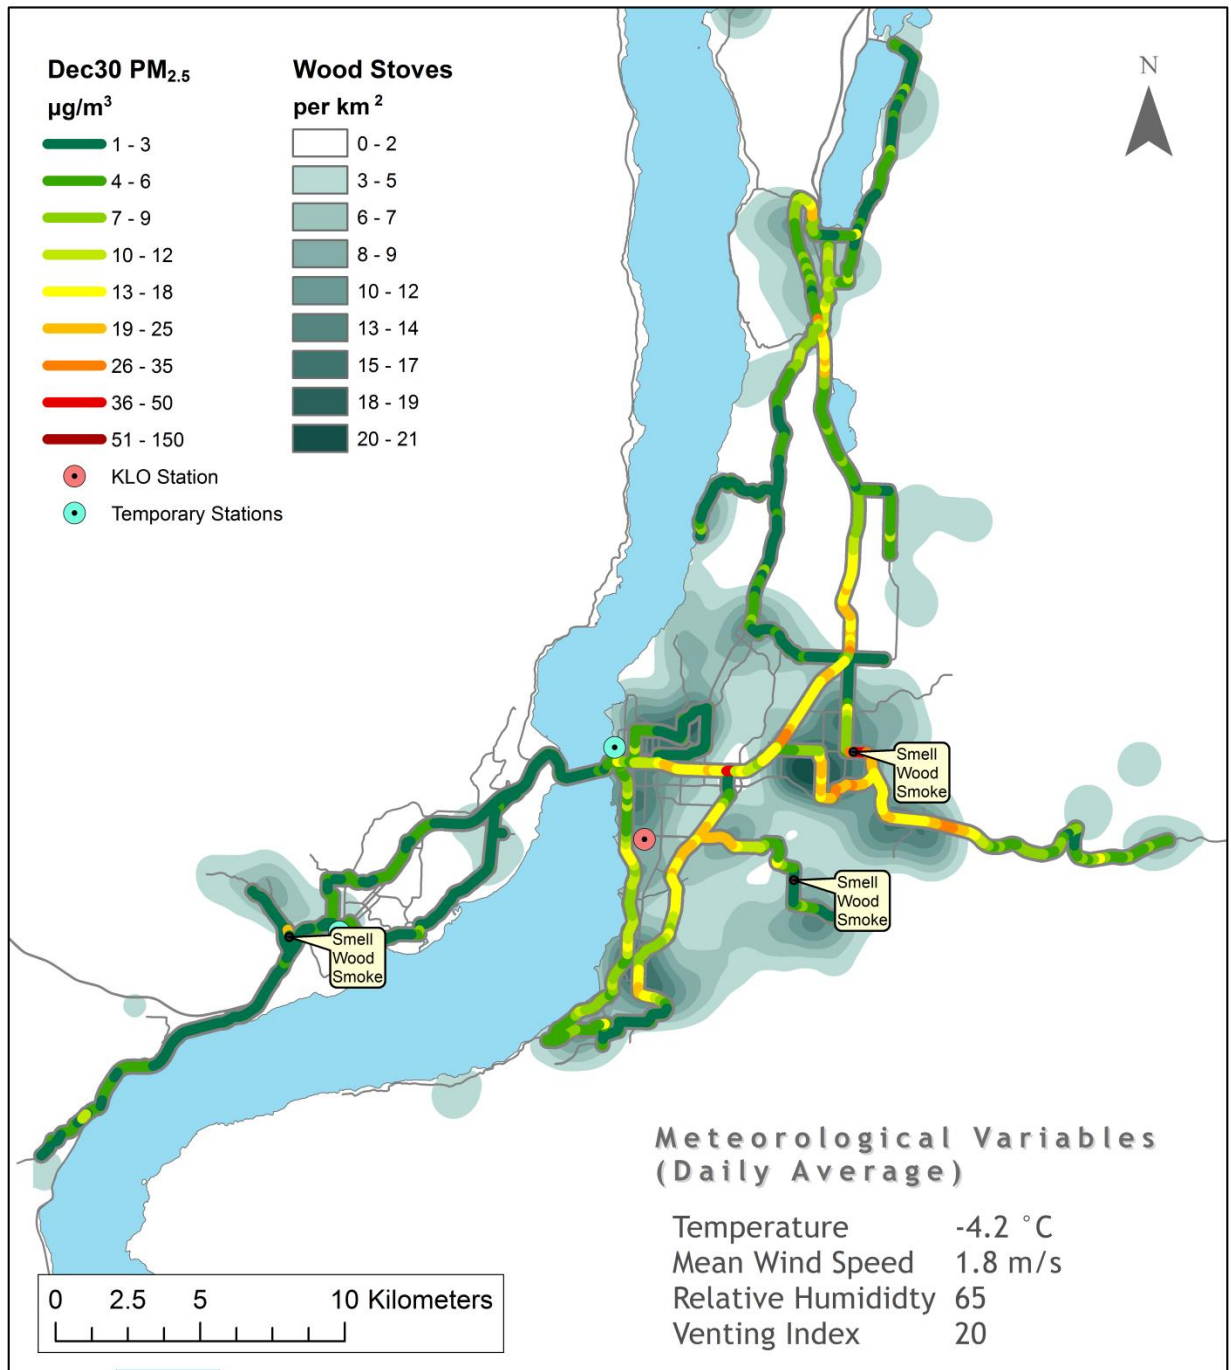 Dec30 PM2.5
µg/m³
1 - 3
4 - 6
7 - 9
10 - 12
13 - 18
19 - 25
26 - 35
36 - 50
51 - 150
KLO Station
Temporary Stations
Wood Stoves
per km²
0 - 2
3 - 5
6 - 7
8 - 9
10 - 12
13 - 14
15 - 17
18 - 19
20 - 21
N
Smell
Wood
Smoke
Smell
Wood
Smoke
Smell
Wood
Smoke
Meteorological Variables
(Daily Average)
Temperature -4.2 °C
Mean Wind Speed 1.8 m/s
Relative Humididty 65
Venting Index 20
0 2.5 5 10 Kilometers